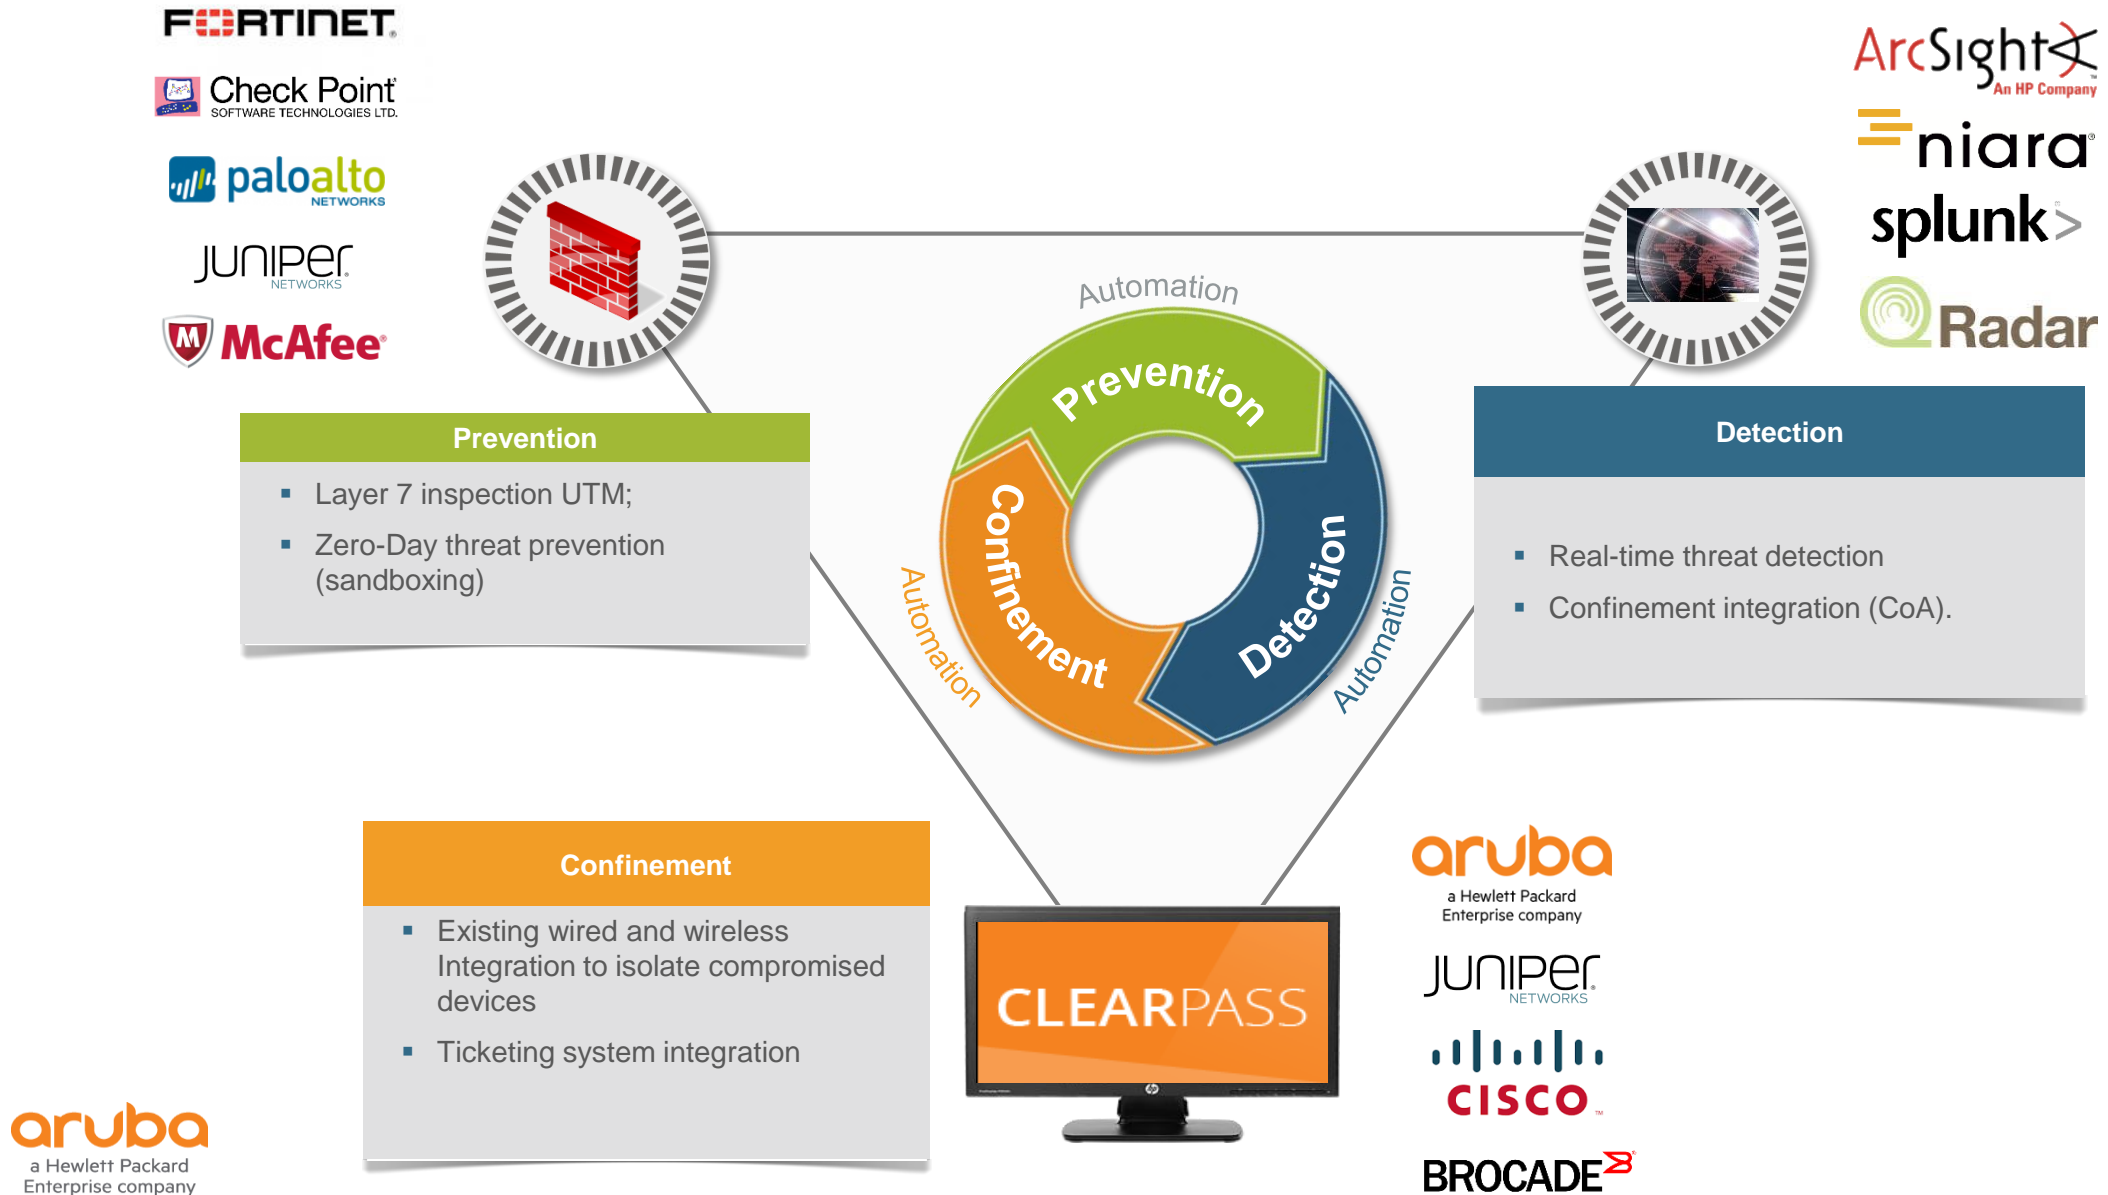 FORTINET
Check Point
SOFTWARE TECHNOLOGIES LTD.
paloalto
NETWORKS
JUNIPER
NETWORKS
McAfee
ArcSight
An HP Company
niara
splunk>
QRadar
Automation
Prevention
Detection
Confinement
Automation
Automation
Prevention
Layer 7 inspection UTM;
Zero-Day threat prevention
(sandboxing)
Detection
Real-time threat detection
Confinement integration (CoA).
Confinement
Existing wired and wireless
Integration to isolate compromised
devices
Ticketing system integration
CLEARPASS
hp
aruba
a Hewlett Packard
Enterprise company
JUNIPER
NETWORKS
CISCO
BROCADE
aruba
a Hewlett Packard
Enterprise company